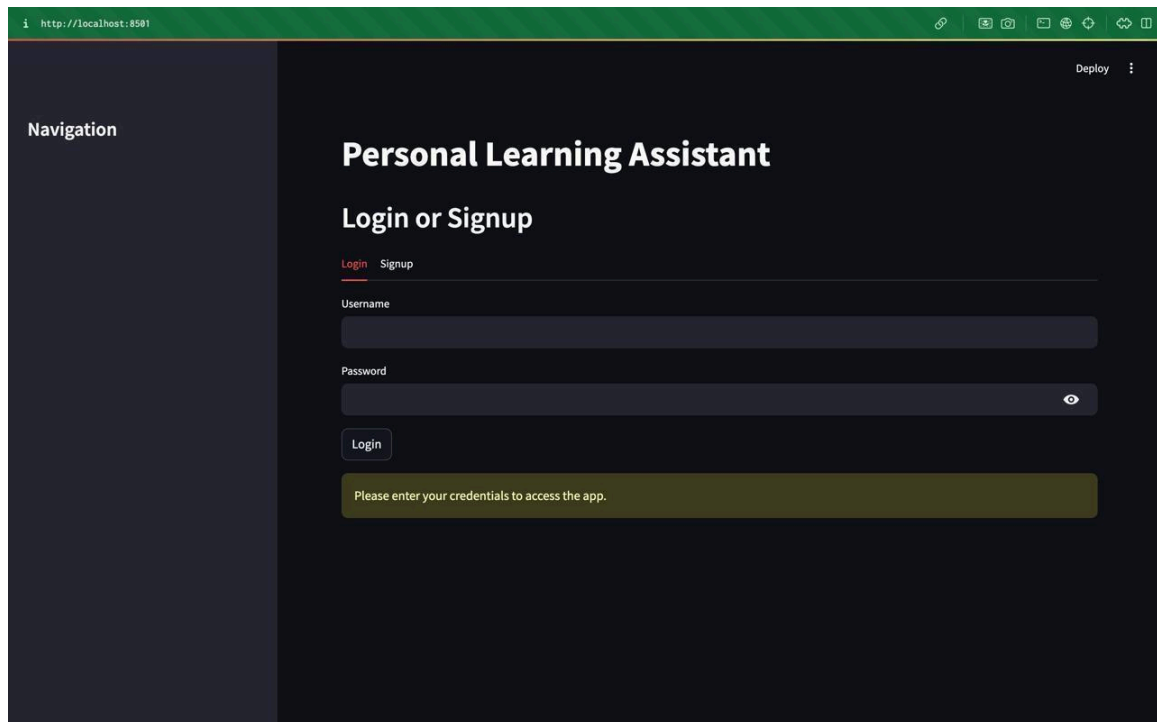 i http://localhost:8501
Deploy
Navigation
Personal Learning Assistant
Login or Signup
Login Signup
Username
Password
Login
Please enter your credentials to access the app.